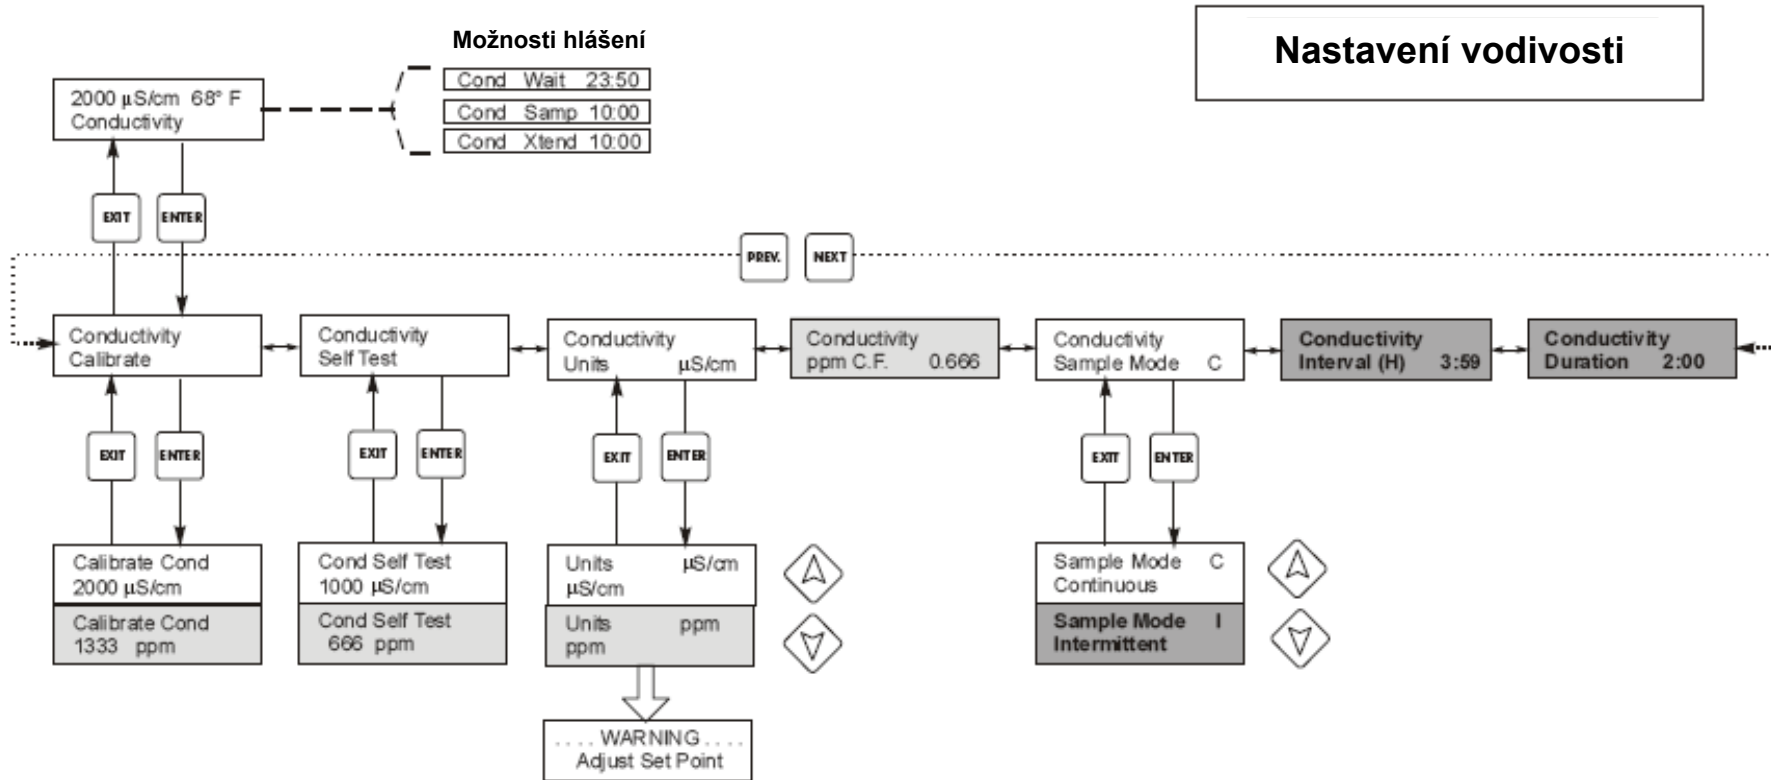 Možnosti hlášení
Nastavení vodivosti
2000 µS/cm 68° F
Conductivity
Cond Wait 23:50
Cond Samp 10:00
Cond Xtend 10:00
EXIT
ENTER
PREV.
NEXT
Conductivity
Calibrate
Conductivity
Self Test
Conductivity
Units µS/cm
Conductivity
ppm C.F. 0.666
Conductivity
Sample Mode C
Conductivity
Interval (H) 3:59
Conductivity
Duration 2:00
EXIT
ENTER
EXIT
ENTER
EXIT
ENTER
EXIT
ENTER
Calibrate Cond
2000 µS/cm
Calibrate Cond
1333 ppm
Cond Self Test
1000 µS/cm
Cond Self Test
666 ppm
Units µS/cm
µS/cm
Units ppm
ppm
Sample Mode C
Continuous
Sample Mode I
Intermittent
. . . . WARNING . . . .
Adjust Set Point